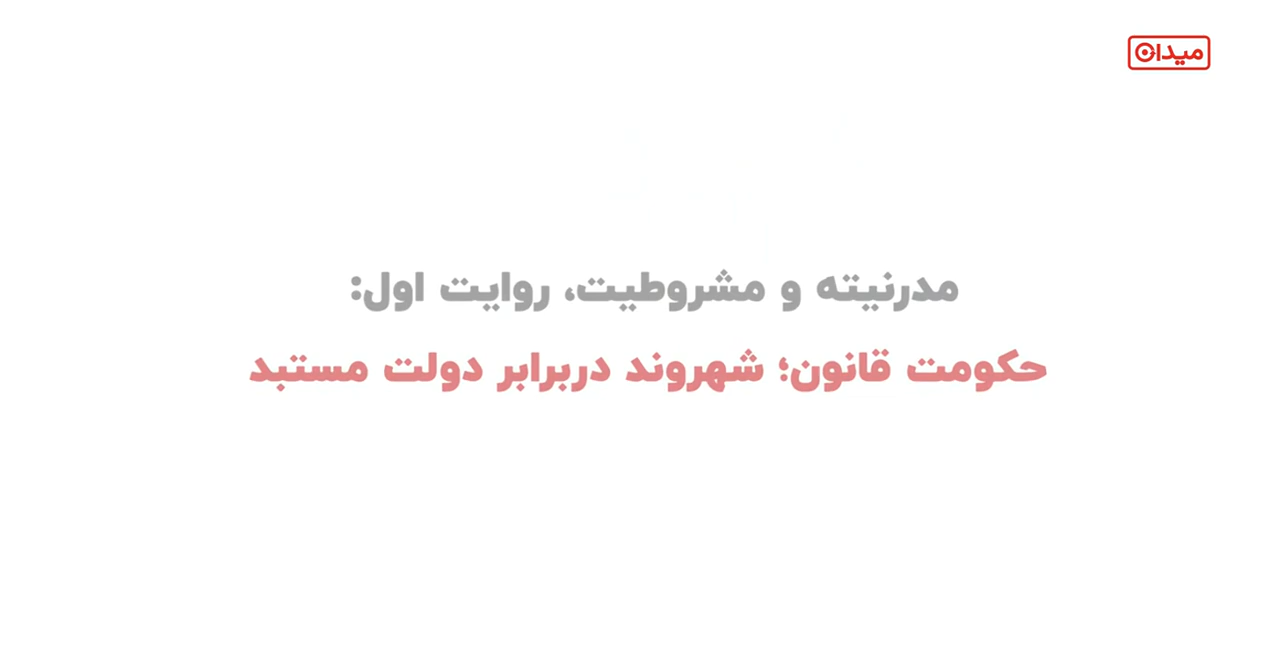 میدان
مدرنیته و مشروطیت، روایت اول:
حکومت قانون؛ شهروند دربرابر دولت مستبد